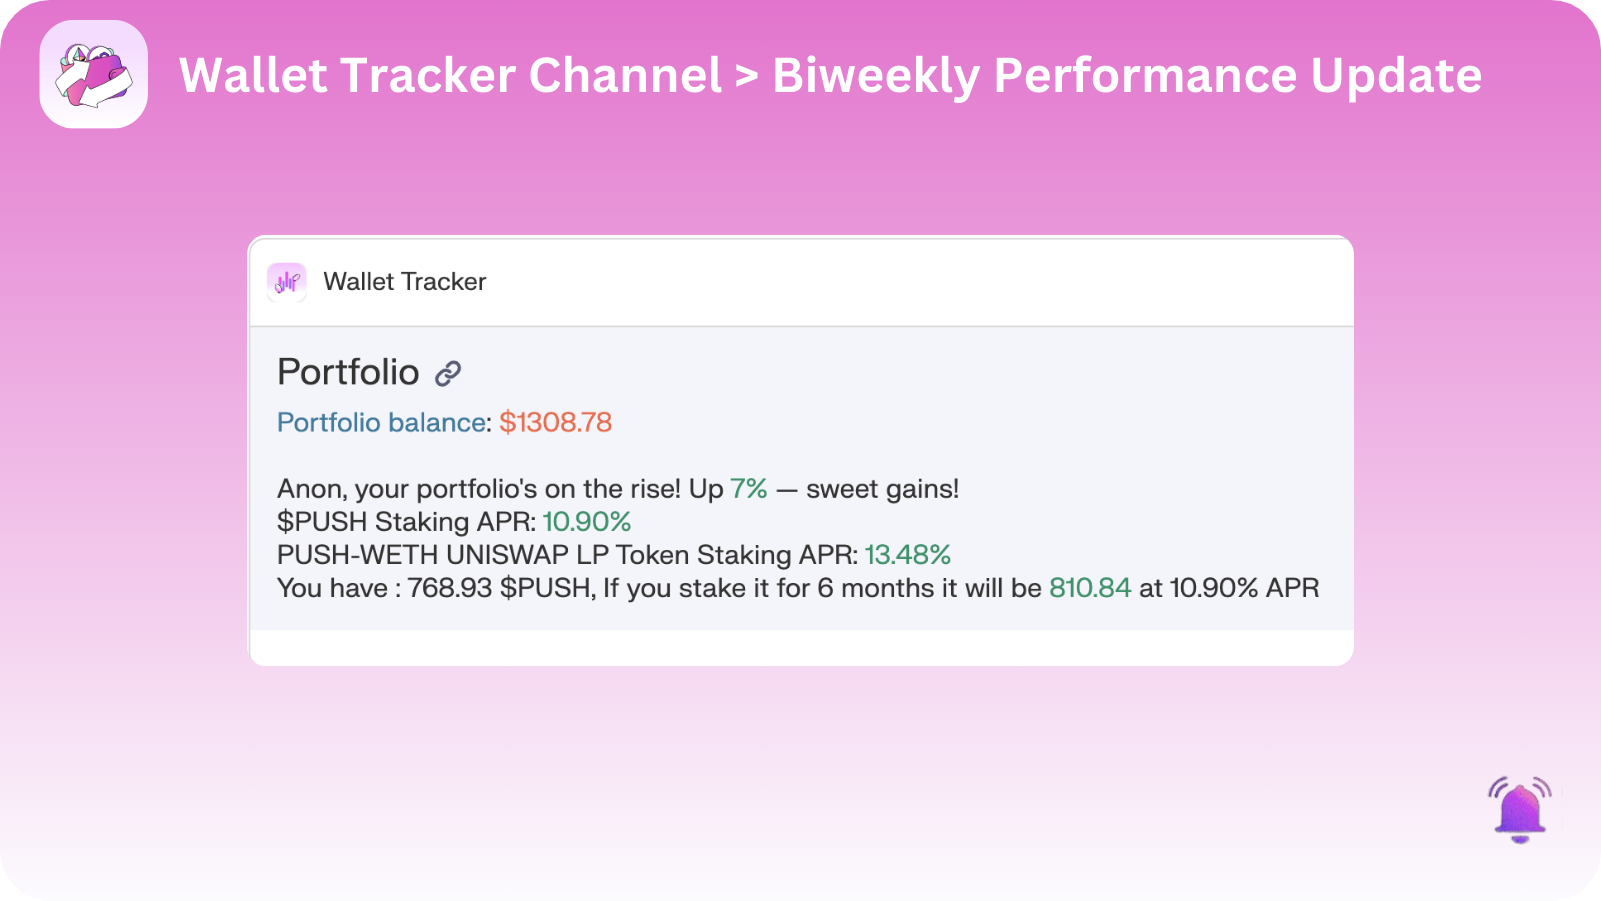 Wallet Tracker Channel > Biweekly Performance Update
Wallet Tracker
Portfolio
Portfolio balance: $1308.78
Anon, your portfolio's on the rise! Up 7% — sweet gains!
$PUSH Staking APR: 10.90%
PUSH-WETH UNISWAP LP Token Staking APR: 13.48%
You have : 768.93 $PUSH, If you stake it for 6 months it will be 810.84 at 10.90% APR